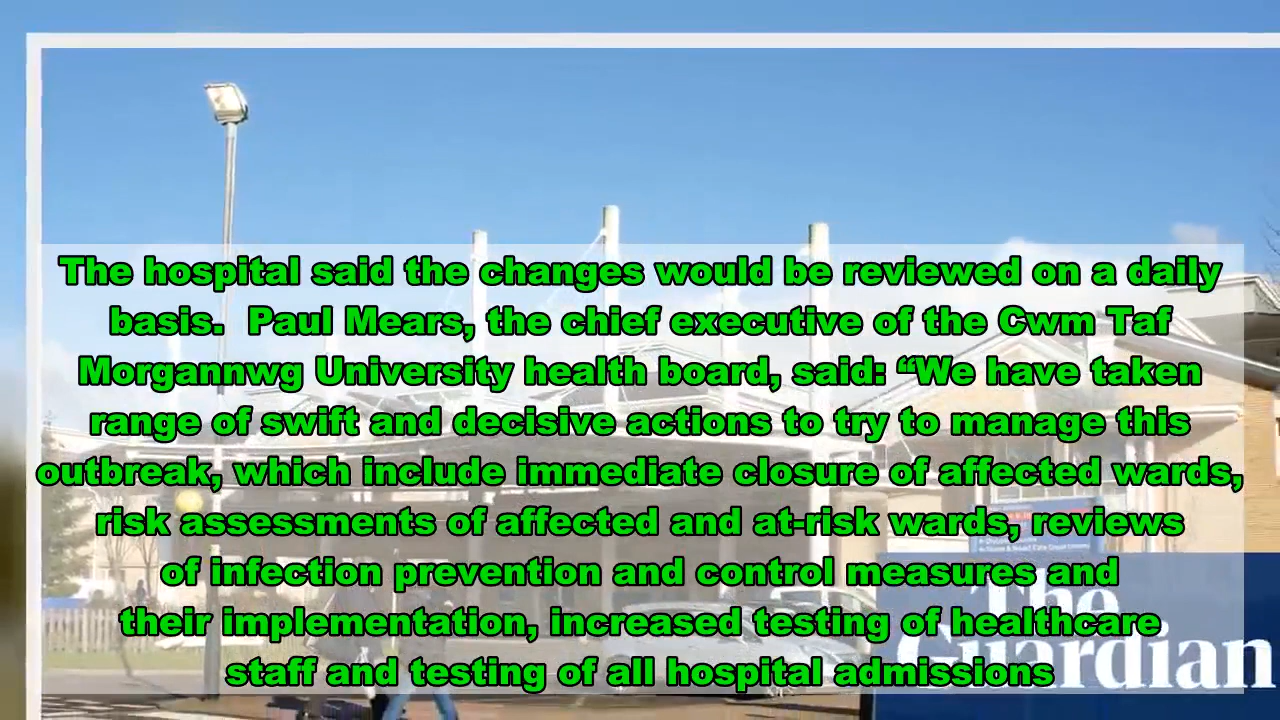 The hospital said the changes would be reviewed on a daily
basis.  Paul Mears, the chief executive of the Cwm Taf
Morgannwg University health board, said: “We have taken
range of swift and decisive actions to try to manage this
outbreak, which include immediate closure of affected wards,
risk assessments of affected and at-risk wards, reviews
of infection prevention and control measures and
their implementation, increased testing of healthcare
staff and testing of all hospital admissions
The
Guardian